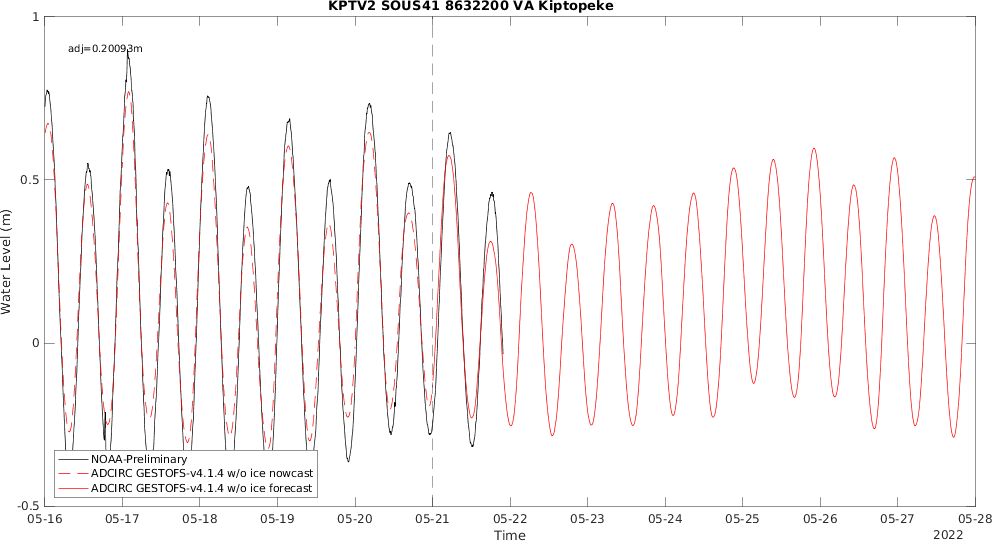 KPTV2 SOUS41 8632200 VA Kiptopeke
adj=0.20093m
1
0.5
0
-0.5
Water Level (m)
NOAA-Preliminary
ADCIRC GESTOFS-v4.1.4 w/o ice nowcast
ADCIRC GESTOFS-v4.1.4 w/o ice forecast
05-16 05-17 05-18 05-19 05-20 05-21 05-22 05-23 05-24 05-25 05-26 05-27 05-28
Time
2022